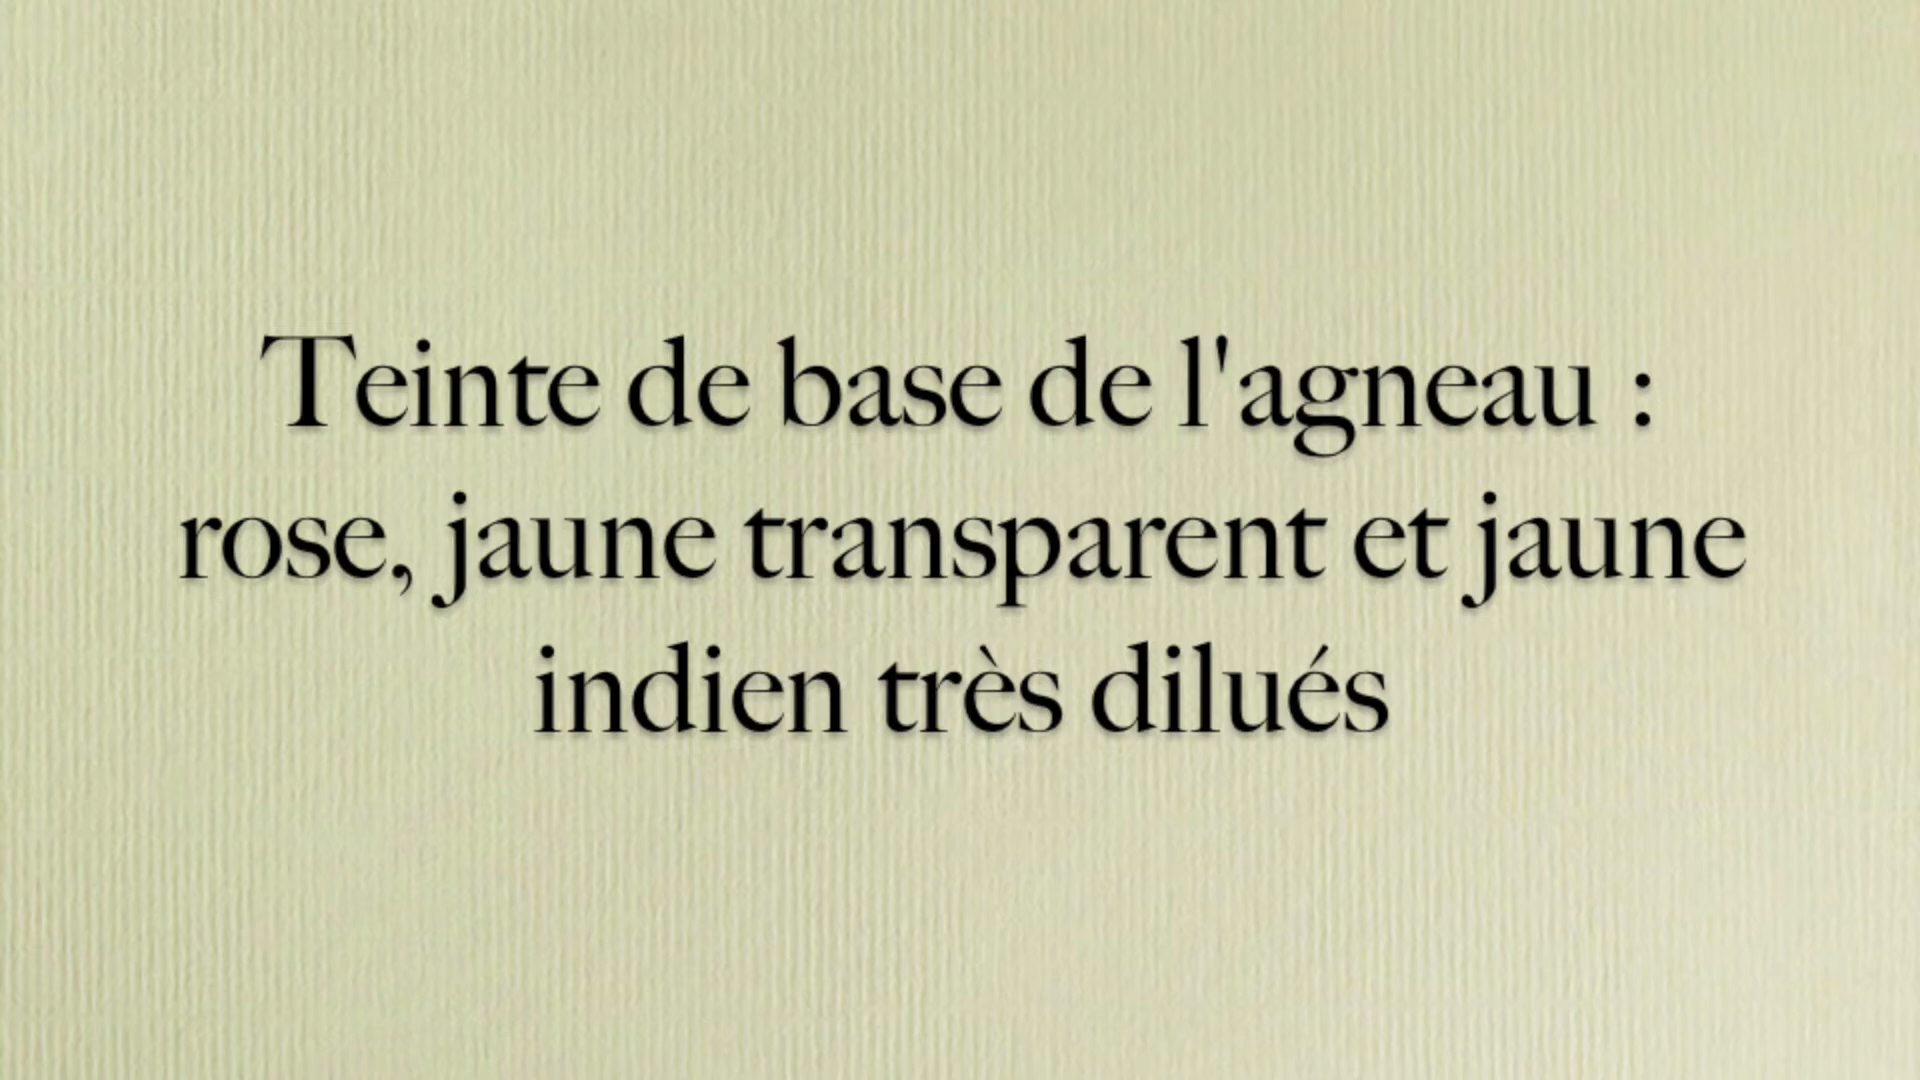 Teinte de base de l'agneau :
rose, jaune transparent et jaune
indien très dilués